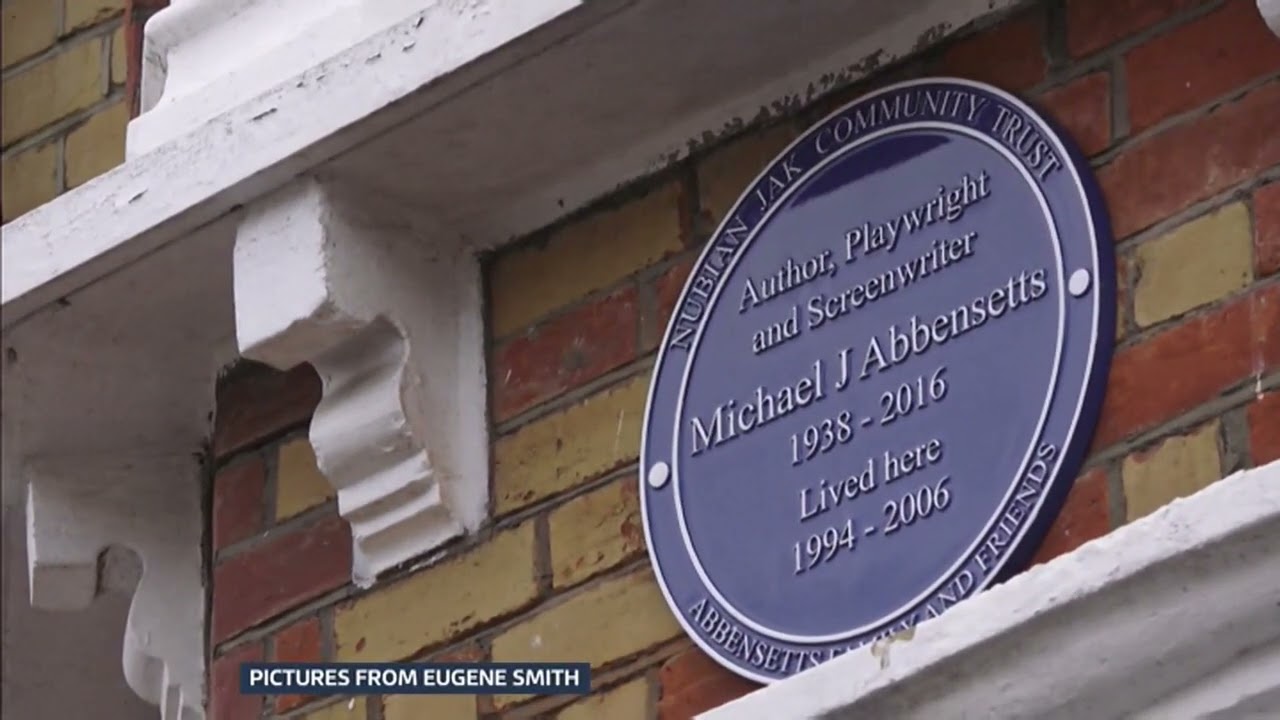 NUBIAN JAK COMMUNITY TRUST
Author, Playwright
and Screenwriter
Michael J Abbensetts
1938 - 2016
Lived here
1994 - 2006
ABBENSETTS FAMILY AND FRIENDS
PICTURES FROM EUGENE SMITH